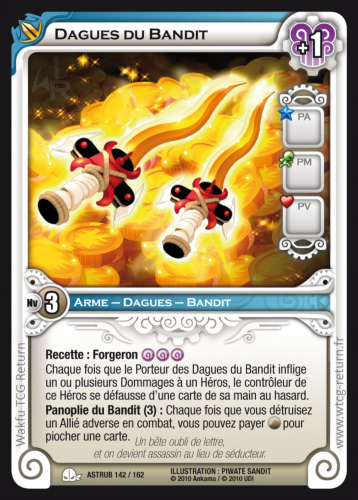 Dagues du Bandit
+1
PA
PM
PV
Nv 3 Arme – Dagues – Bandit
Recette : Forgeron
Chaque fois que le Porteur des Dagues du Bandit inflige
un ou plusieurs Dommages à un Héros, le contrôleur de
ce Héros se défausse d'une carte de sa main au hasard.
Panoplie du Bandit (3) : Chaque fois que vous détruisez
un Allié adverse en combat, vous pouvez payer pour
piocher une carte.
Un bête oubli de lettre,
et on devient assassin au lieu de séducteur.
ASTRUB 142 / 162
ILLUSTRATION : PIWATE SANDIT
© 2010 Ankama / © 2010 UDI
Wakfu TCG Return
www.wtcg-return.fr